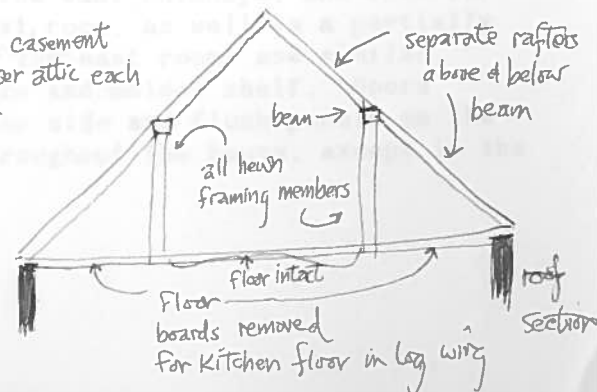 casement
er attic each
separate rafters
above & below
beam
beam
all hewn
framing members
floor intact
Floor
boards removed
for Kitchen floor in log wing
roof
section